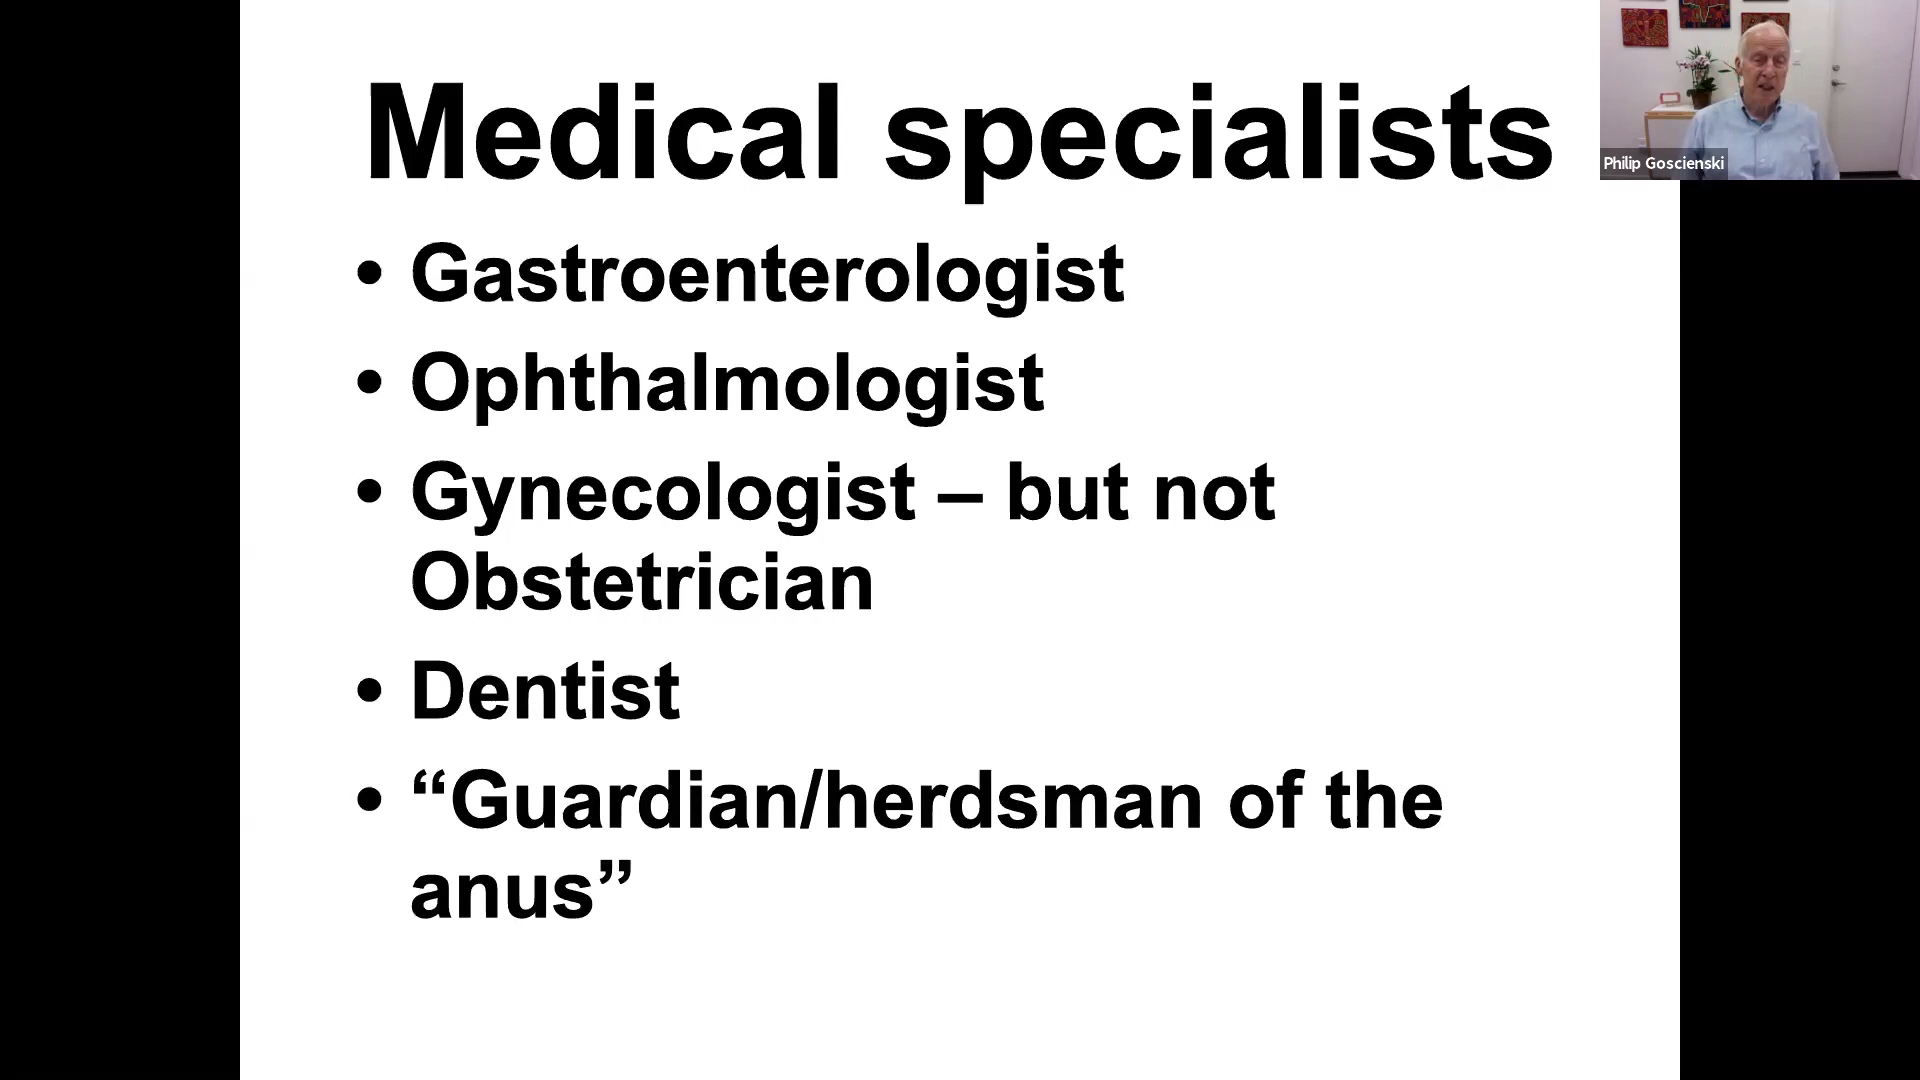 Medical specialists
Philip Goscienski
• Gastroenterologist
• Ophthalmologist
• Gynecologist – but not
Obstetrician
• Dentist
• “Guardian/herdsman of the
anus”